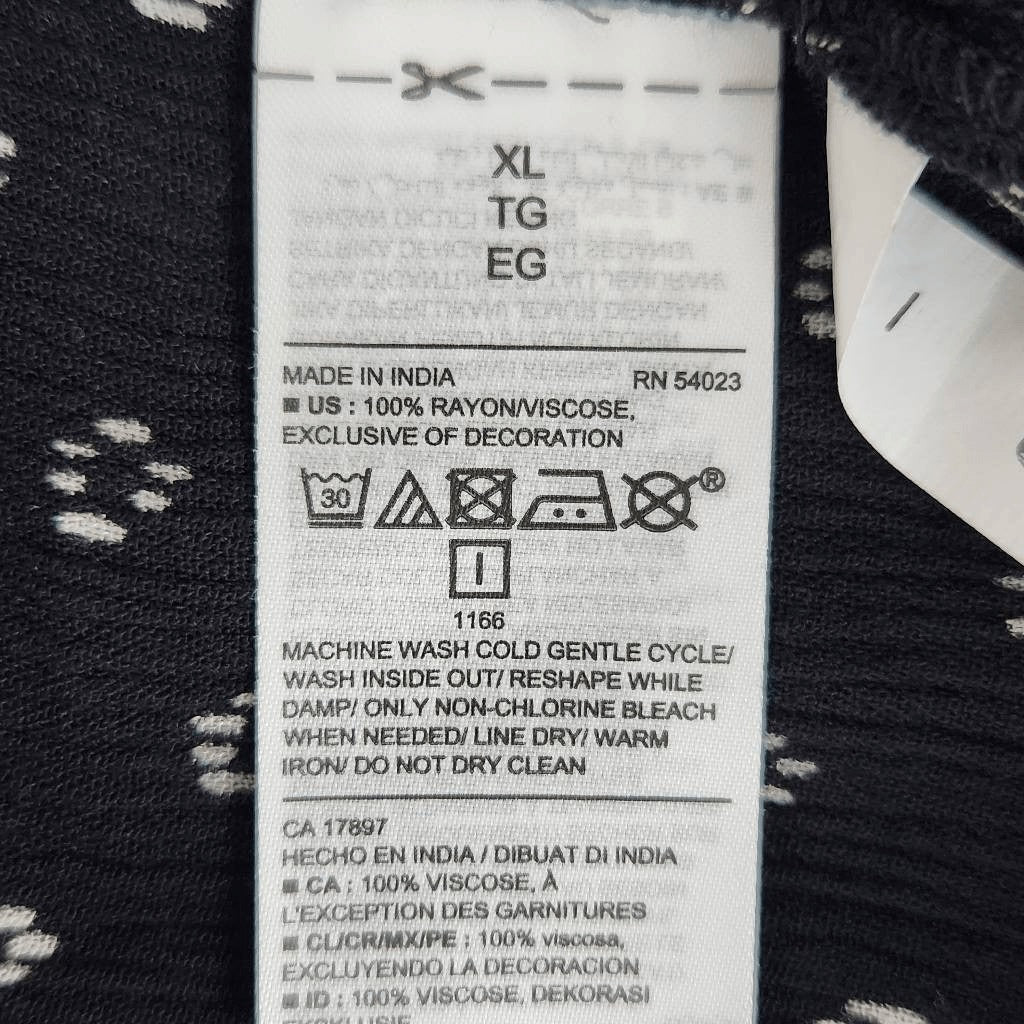 XL
TG
EG
MADE IN INDIA
RN 54023
■ US : 100% RAYON/VISCOSE,
EXCLUSIVE OF DECORATION
30
®
1166
MACHINE WASH COLD GENTLE CYCLE/
WASH INSIDE OUT/ RESHAPE WHILE
DAMP/ ONLY NON-CHLORINE BLEACH
WHEN NEEDED/ LINE DRY/ WARM
IRON/ DO NOT DRY CLEAN
CA 17897
HECHO EN INDIA / DIBUAT DI INDIA
■ CA : 100% VISCOSE, À
L'EXCEPTION DES GARNITURES
■ CL/CR/MX/PE : 100% viscosa,
EXCLUYENDO LA DECORACION
■ ID : 100% VISCOSE, DEKORASI